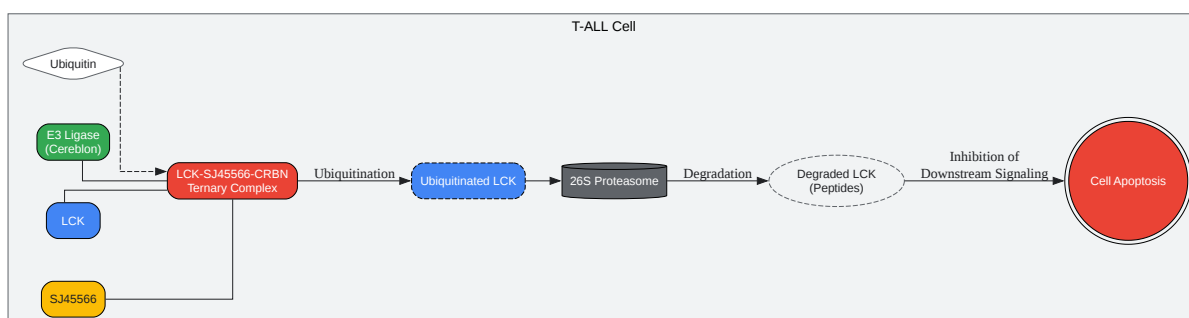 T-ALL Cell
Ubiquitin
E3 Ligase
(Cereblon)
LCK
SJ45566
LCK-SJ45566-CRBN
Ternary Complex
Ubiquitination
Ubiquitinated LCK
26S Proteasome
Degradation
Degraded LCK
(Peptides)
Inhibition of
Downstream Signaling
Cell Apoptosis